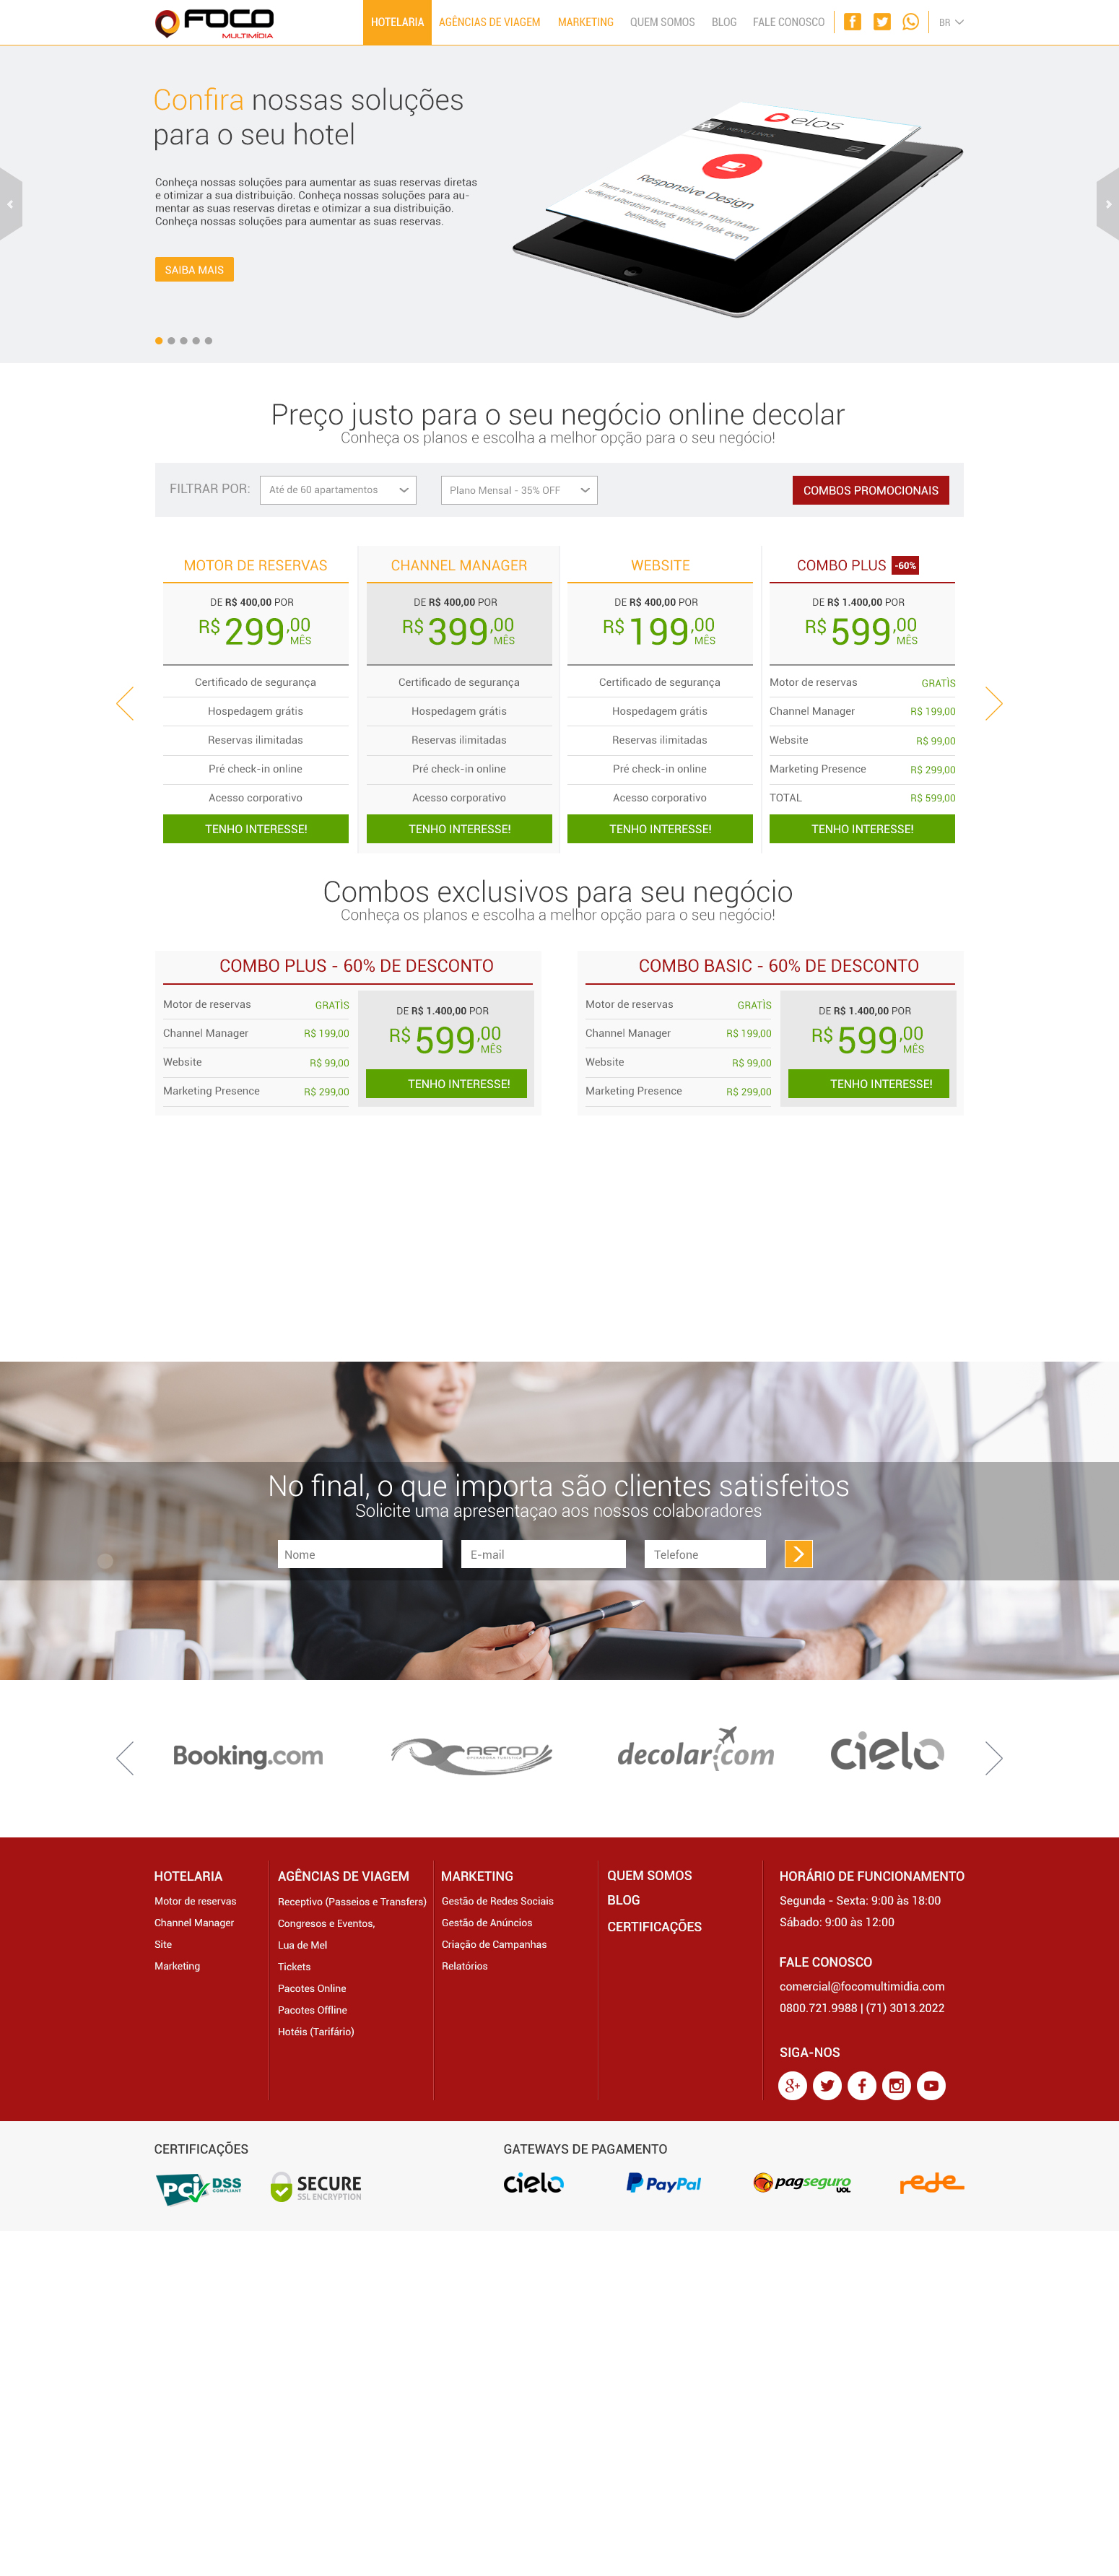 FOCO
MULTIMÍDIA
HOTELARIA
AGÊNCIAS DE VIAGEM
MARKETING
QUEM SOMOS
BLOG
FALE CONOSCO
BR
Confira nossas soluções
para o seu hotel
Conheça nossas soluções para aumentar as suas reservas diretas
e otimizar a sua distribuição. Conheça nossas soluções para au-
mentar as suas reservas diretas e otimizar a sua distribuição.
Conheça nossas soluções para aumentar as suas reservas.
SAIBA MAIS
elos
MENU LINKS
Responsive Design
There are variations available majoritaey
suffered alteration words which look even
believable.
Preço justo para o seu negócio online decolar
Conheça os planos e escolha a melhor opção para o seu negócio!
FILTRAR POR:
Até de 60 apartamentos
Plano Mensal - 35% OFF
COMBOS PROMOCIONAIS
MOTOR DE RESERVAS
DE R$ 400,00 POR
R$ 299,00
MÊS
Certificado de segurança
Hospedagem grátis
Reservas ilimitadas
Pré check-in online
Acesso corporativo
TENHO INTERESSE!
CHANNEL MANAGER
DE R$ 400,00 POR
R$ 399,00
MÊS
Certificado de segurança
Hospedagem grátis
Reservas ilimitadas
Pré check-in online
Acesso corporativo
TENHO INTERESSE!
WEBSITE
DE R$ 400,00 POR
R$ 199,00
MÊS
Certificado de segurança
Hospedagem grátis
Reservas ilimitadas
Pré check-in online
Acesso corporativo
TENHO INTERESSE!
COMBO PLUS -60%
DE R$ 1.400,00 POR
R$ 599,00
MÊS
Motor de reservas GRATÌS
Channel Manager R$ 199,00
Website R$ 99,00
Marketing Presence R$ 299,00
TOTAL R$ 599,00
TENHO INTERESSE!
Combos exclusivos para seu negócio
Conheça os planos e escolha a melhor opção para o seu negócio!
COMBO PLUS - 60% DE DESCONTO
Motor de reservas GRATÌS
Channel Manager R$ 199,00
Website R$ 99,00
Marketing Presence R$ 299,00
DE R$ 1.400,00 POR
R$ 599,00
MÊS
TENHO INTERESSE!
COMBO BASIC - 60% DE DESCONTO
Motor de reservas GRATÌS
Channel Manager R$ 199,00
Website R$ 99,00
Marketing Presence R$ 299,00
DE R$ 1.400,00 POR
R$ 599,00
MÊS
TENHO INTERESSE!
No final, o que importa são clientes satisfeitos
Solicite uma apresentaçao aos nossos colaboradores
Nome
E-mail
Telefone
Booking.com
Aerop
decolar.com
cielo
HOTELARIA
Motor de reservas
Channel Manager
Site
Marketing
AGÊNCIAS DE VIAGEM
Receptivo (Passeios e Transfers)
Congresos e Eventos,
Lua de Mel
Tickets
Pacotes Online
Pacotes Offline
Hotéis (Tarifário)
MARKETING
Gestão de Redes Sociais
Gestão de Anúncios
Criação de Campanhas
Relatórios
QUEM SOMOS
BLOG
CERTIFICAÇÕES
HORÁRIO DE FUNCIONAMENTO
Segunda - Sexta: 9:00 às 18:00
Sábado: 9:00 às 12:00
FALE CONOSCO
comercial@focomultimidia.com
0800.721.9988 | (71) 3013.2022
SIGA-NOS
CERTIFICAÇÕES
PCI DSS
COMPLIANT
SECURE
SSL ENCRYPTION
GATEWAYS DE PAGAMENTO
cielo
PayPal
pagseguro
UOL
rede